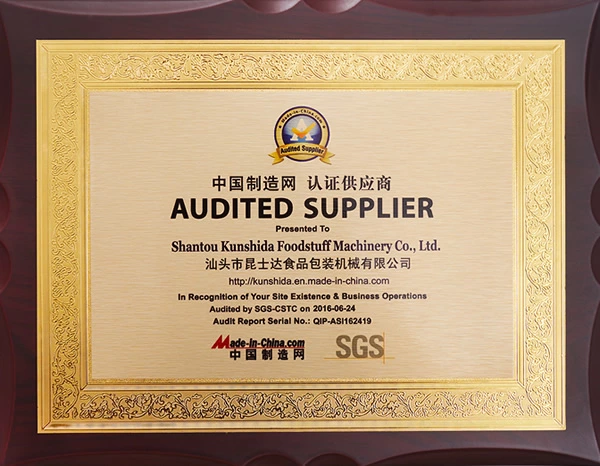 Made-in-China.com
Audited Supplier
中国制造网 认证供应商
AUDITED SUPPLIER
Presented To
Shantou Kunshida Foodstuff Machinery Co., Ltd.
汕头市昆士达食品包装机械有限公司
http://kunshida.en.made-in-china.com
In Recognition of Your Site Existence & Business Operations
Audited by SGS-CSTC on 2016-06-24
Audit Report Serial No.: QIP-ASI162419
Made-in-China.com
中国制造网
SGS